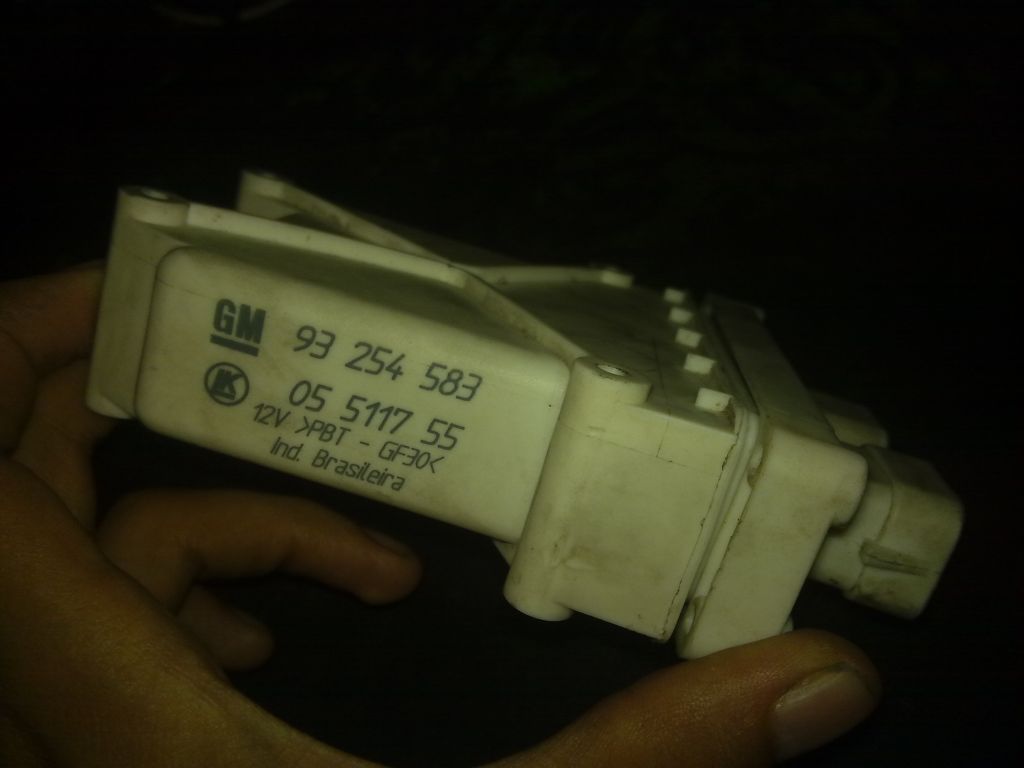 GM 93 254 583
K 05 5117 55
12V >PBT - GF30<
Ind. Brasileira